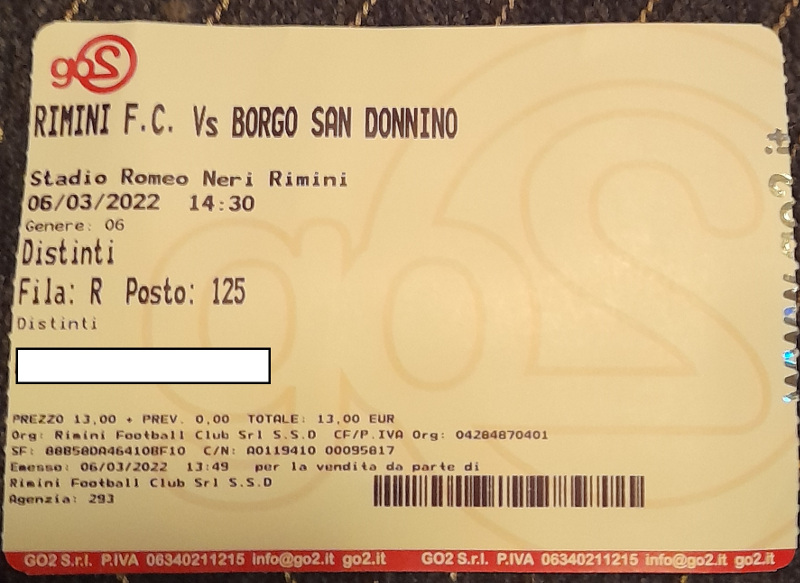 go2
RIMINI F.C. Vs BORGO SAN DONNINO
Stadio Romeo Neri Rimini
06/03/2022 14:30
Genere: 06
Distinti
Fila: R Posto: 125
Distinti
PREZZO 13,00 + PREV. 0,00 TOTALE: 13,00 EUR
Org: Rimini Football Club Srl S.S.D CF/P.IVA Org: 04284870401
SF: 88B58DA46410BF10 C/N: A0119410 00095817
Emesso: 06/03/2022 13:49 per la vendita da parte di
Rimini Football Club Srl S.S.D
Agenzia: 293
GO2 S.r.l. P.IVA 06340211215 info@go2.it go2.it GO2 S.r.l. P.IVA 06340211215 info@go2.it go2.it